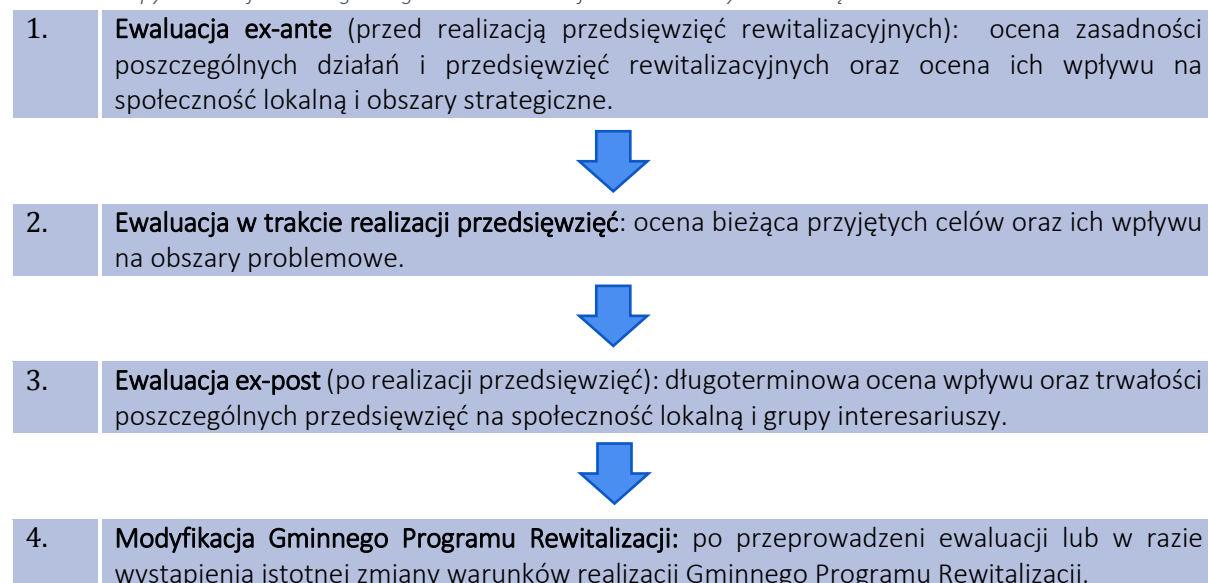 1. Ewaluacja ex-ante (przed realizacją przedsięwzięć rewitalizacyjnych): ocena zasadności
poszczególnych działań i przedsięwzięć rewitalizacyjnych oraz ocena ich wpływu na
społeczność lokalną i obszary strategiczne.
2. Ewaluacja w trakcie realizacji przedsięwzięć: ocena bieżąca przyjętych celów oraz ich wpływu
na obszary problemowe.
3. Ewaluacja ex-post (po realizacji przedsięwzięć): długoterminowa ocena wpływu oraz trwałości
poszczególnych przedsięwzięć na społeczność lokalną i grupy interesariuszy.
4. Modyfikacja Gminnego Programu Rewitalizacji: po przeprowadzeni ewaluacji lub w razie
wystąpienia istotnej zmiany warunków realizacji Gminnego Programu Rewitalizacji.